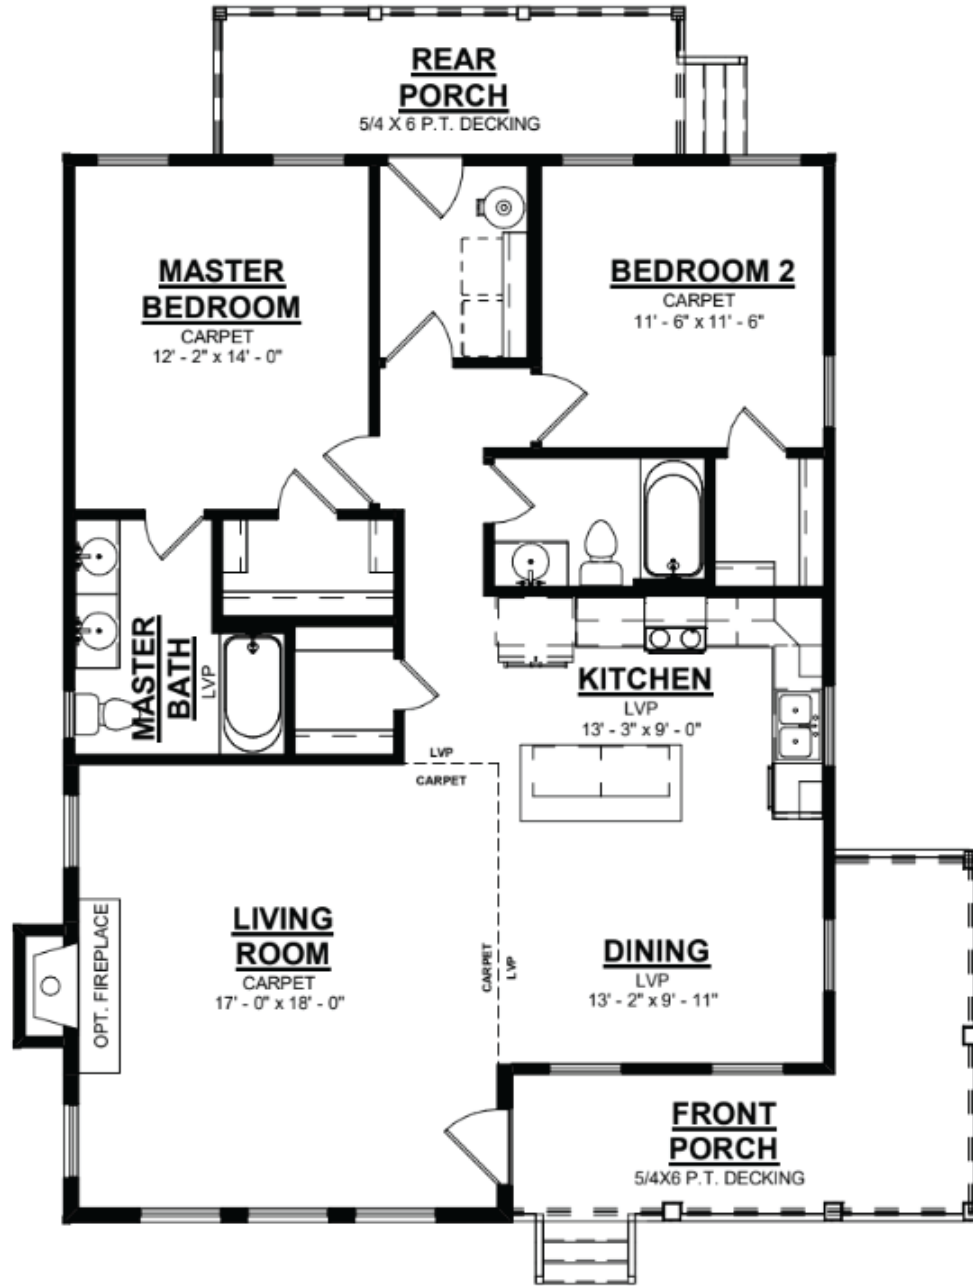 REAR
PORCH
5/4 X 6 P.T. DECKING
MASTER
BEDROOM
CARPET
12' - 2" x 14' - 0"
BEDROOM 2
CARPET
11' - 6" x 11' - 6"
MASTER
BATH
LVP
KITCHEN
LVP
13' - 3" x 9' - 0"
LVP
CARPET
LIVING
ROOM
CARPET
17' - 0" x 18' - 0"
OPT. FIREPLACE
CARPET
LVP
DINING
LVP
13' - 2" x 9' - 11"
FRONT
PORCH
5/4X6 P.T. DECKING